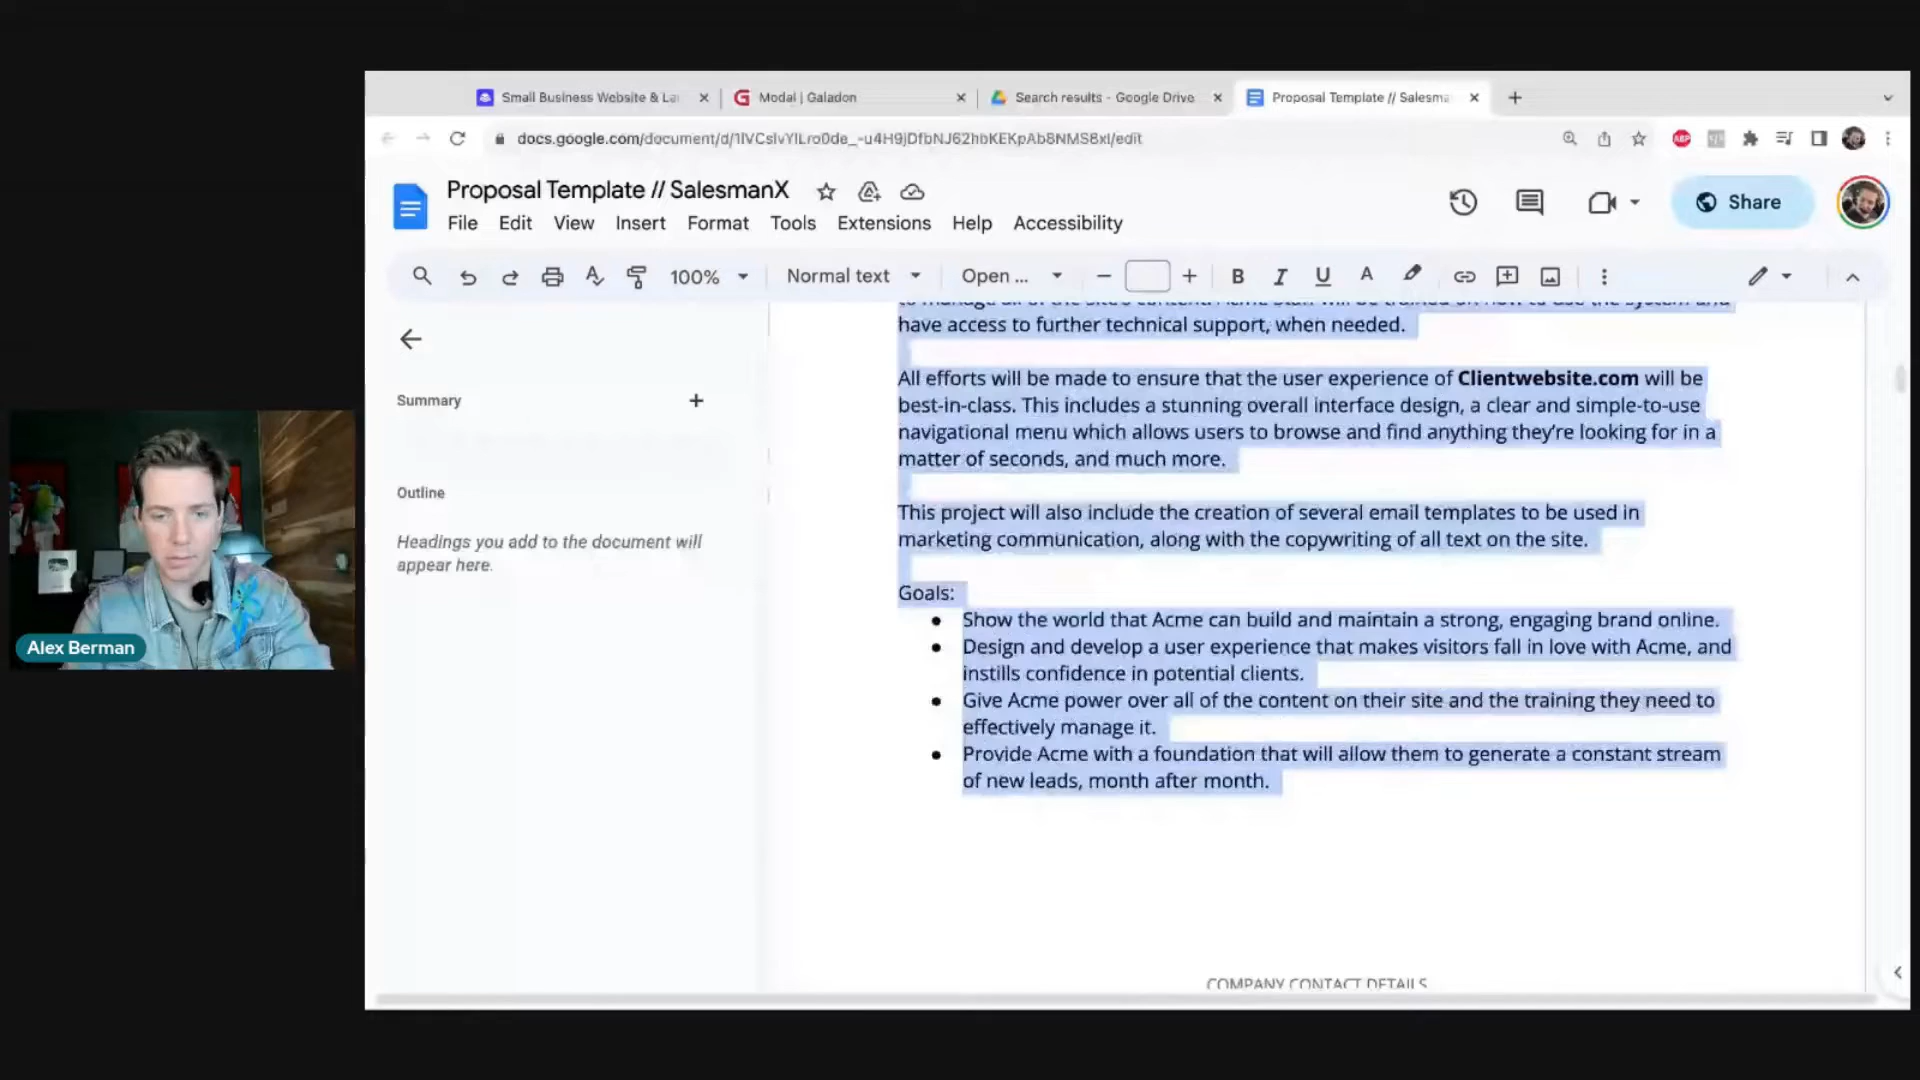 Small Business Website & La
Modal | Galadon
Search results - Google Drive
Proposal Template // Salesma
Proposal Template // SalesmanX
File Edit View Insert Format Tools Extensions Help Accessibility
Share
100%
Normal text
Open ...
B I U A
have access to further technical support, when needed.
All efforts will be made to ensure that the user experience of Clientwebsite.com will be
best-in-class. This includes a stunning overall interface design, a clear and simple-to-use
navigational menu which allows users to browse and find anything they're looking for in a
matter of seconds, and much more.
This project will also include the creation of several email templates to be used in
marketing communication, along with the copywriting of all text on the site.
Goals:
Show the world that Acme can build and maintain a strong, engaging brand online.
Design and develop a user experience that makes visitors fall in love with Acme, and
instills confidence in potential clients.
Give Acme power over all of the content on their site and the training they need to
effectively manage it.
Provide Acme with a foundation that will allow them to generate a constant stream
of new leads, month after month.
COMPANY CONTACT DETAILS
Summary
Outline
Headings you add to the document will
appear here.
Alex Berman